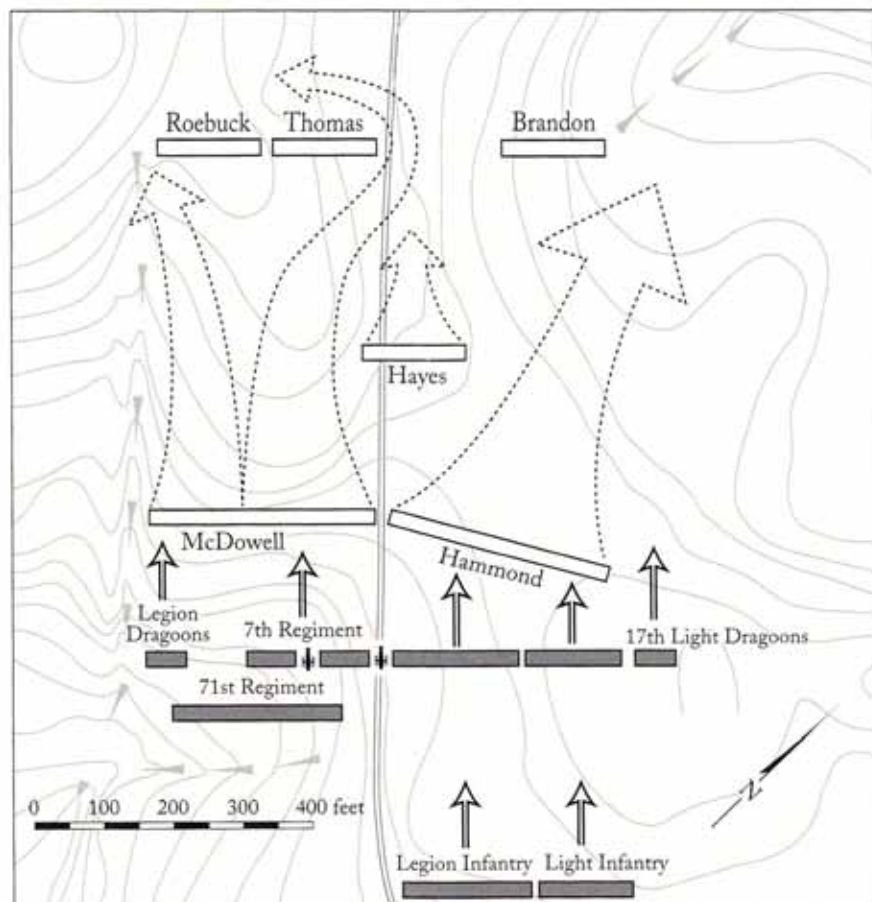 Roebuck
Thomas
Brandon
Hayes
McDowell
Hammond
Legion
Dragoons
7th Regiment
17th Light Dragoons
71st Regiment
N
0 100 200 300 400 feet
Legion Infantry
Light Infantry